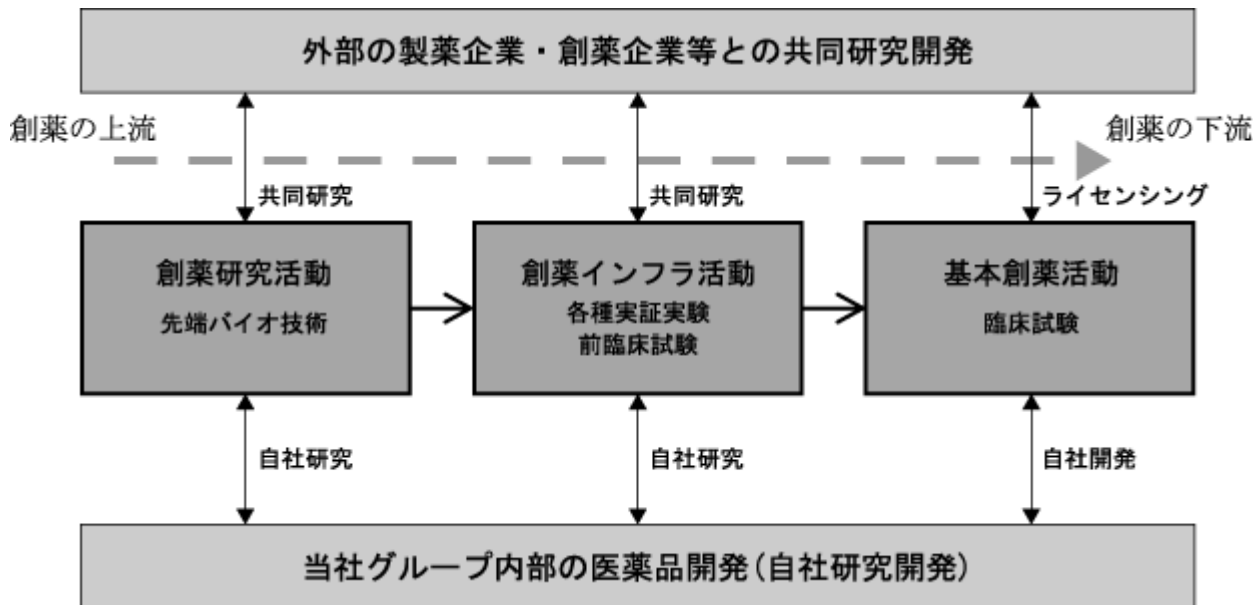 外部の製薬企業・創薬企業等との共同研究開発
創薬の上流
創薬の下流
共同研究
共同研究
ライセンシング
創薬研究活動
先端バイオ技術
創薬インフラ活動
各種実証実験
前臨床試験
基本創薬活動
臨床試験
自社研究
自社研究
自社開発
当社グループ内部の医薬品開発(自社研究開発)